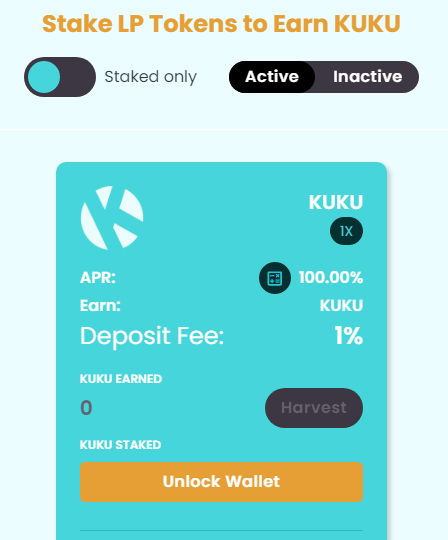 Stake LP Tokens to Earn KUKU
Staked only
Active Inactive
KUKU
1X
APR: 100.00%
Earn: KUKU
Deposit Fee: 1%
KUKU EARNED
0 Harvest
KUKU STAKED
Unlock Wallet